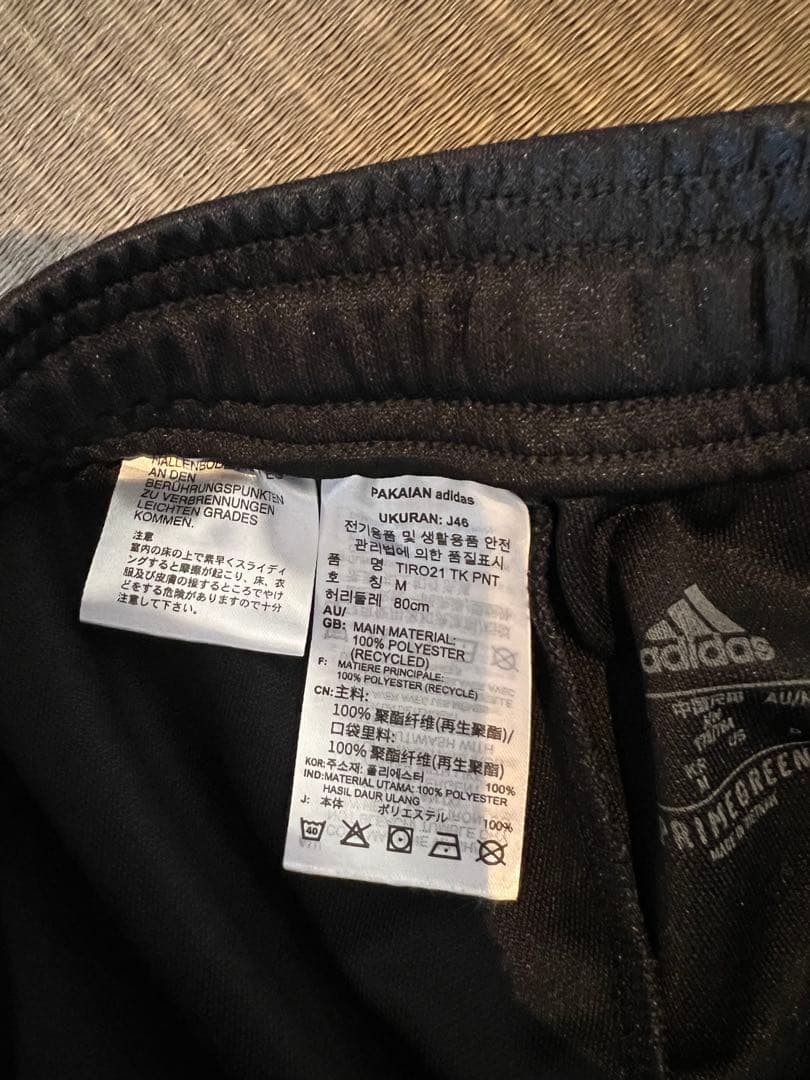 AN DEN
BERÜHRUNGSPUNKTEN
ZU VERBRENNUNGEN
LEICHTEN GRADES
KOMMEN.
注意
室内の床の上で素早くスライディ
ングすると摩擦が起こり、床、衣
服及び皮膚の接するところでやけ
どをする危険がありますので十分
注意して下さい。
PAKAIAN adidas
UKURAN: J46
전기용품 및 생활용품 안전
관리법에 의한 품질표시
품 명 TIRO21 TK PNT
호 칭 M
허리둘레 80cm
AU/
GB: MAIN MATERIAL:
100% POLYESTER
(RECYCLED)
F: MATIERE PRINCIPALE:
100% POLYESTER (RECYCLÉ)
CN:主料:
100% 聚酯纤维(再生聚酯)/
口袋里料:
100% 聚酯纤维(再生聚酯)
KOR:주소재: 폴리에스터 100%
IND:MATERIAL UTAMA: 100% POLYESTER
HASIL DAUR ULANG
J: 本体 ポリエステル 100%
40
adidas
US
M
PRIMEGREEN
MADE IN